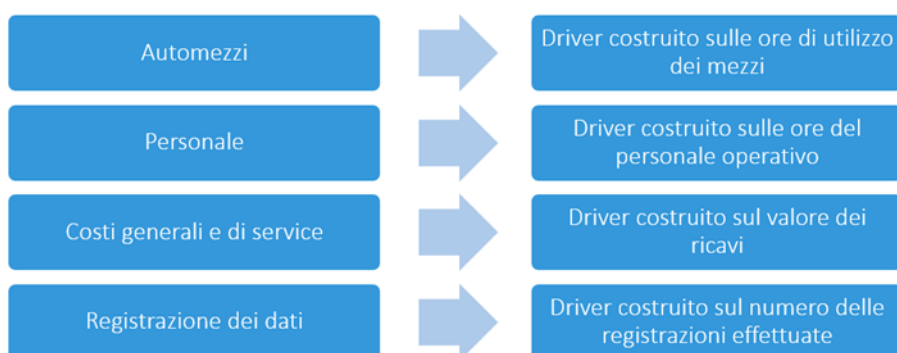 Automezzi
Driver costruito sulle ore di utilizzo
dei mezzi
Personale
Driver costruito sulle ore del
personale operativo
Costi generali e di service
Driver costruito sul valore dei
ricavi
Registrazione dei dati
Driver costruito sul numero delle
registrazioni effettuate